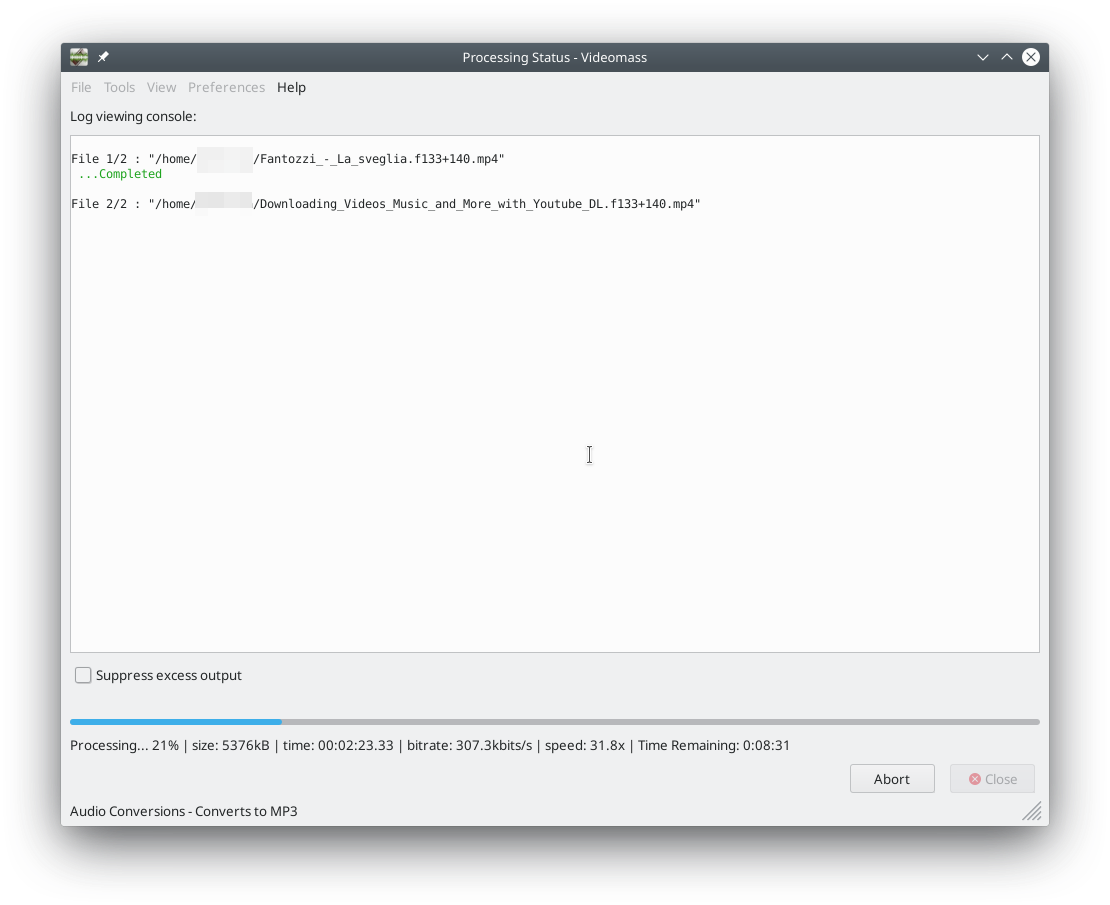 Processing Status - Videomass
File Tools View Preferences Help
Log viewing console:
File 1/2 : "/home/ /Fantozzi_-_La_sveglia.f133+140.mp4"
...Completed
File 2/2 : "/home/ /Downloading_Videos_Music_and_More_with_Youtube_DL.f133+140.mp4"
Suppress excess output
Processing... 21% | size: 5376kB | time: 00:02:23.33 | bitrate: 307.3kbits/s | speed: 31.8x | Time Remaining: 0:08:31
Abort Close
Audio Conversions - Converts to MP3